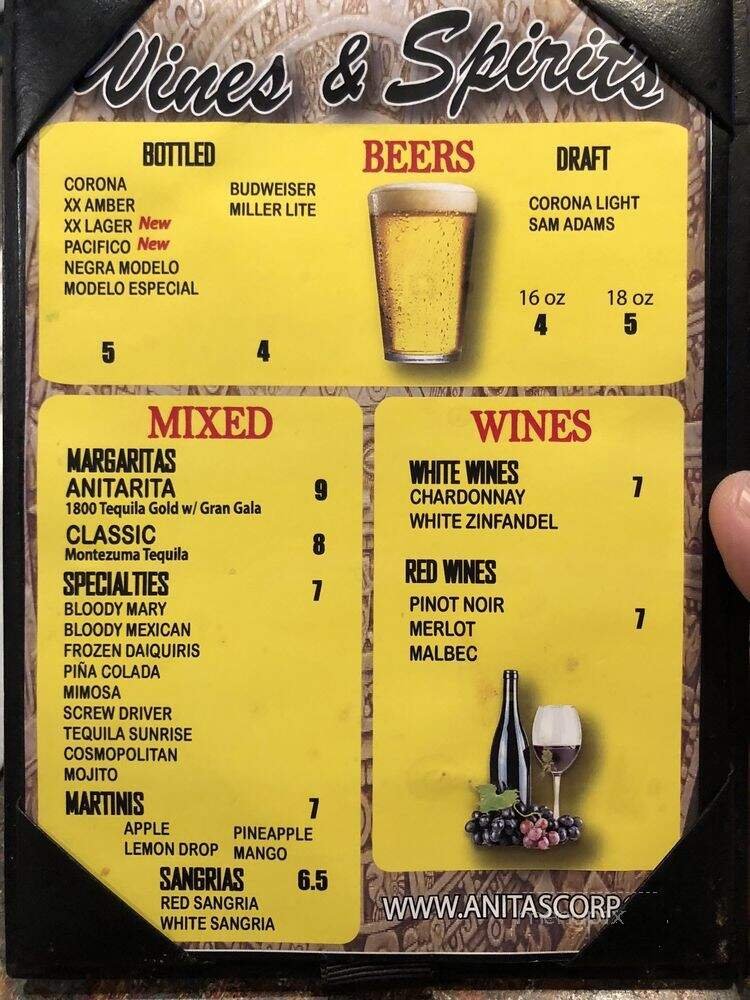 Wines & Spirits
BOTTLED
CORONA
XX AMBER
XX LAGER New
PACIFICO New
NEGRA MODELO
MODELO ESPECIAL
5
BUDWEISER
MILLER LITE
4
BEERS
DRAFT
CORONA LIGHT
SAM ADAMS
16 oz 18 oz
4 5
MIXED
MARGARITAS
ANITARITA 9
1800 Tequila Gold w/ Gran Gala
CLASSIC 8
Montezuma Tequila
SPECIALTIES 7
BLOODY MARY
BLOODY MEXICAN
FROZEN DAIQUIRIS
PIÑA COLADA
MIMOSA
SCREW DRIVER
TEQUILA SUNRISE
COSMOPOLITAN
MOJITO
MARTINIS 7
APPLE PINEAPPLE
LEMON DROP MANGO
SANGRIAS 6.5
RED SANGRIA
WHITE SANGRIA
WINES
WHITE WINES 7
CHARDONNAY
WHITE ZINFANDEL
RED WINES
PINOT NOIR 7
MERLOT
MALBEC
WWW.ANITASCORP